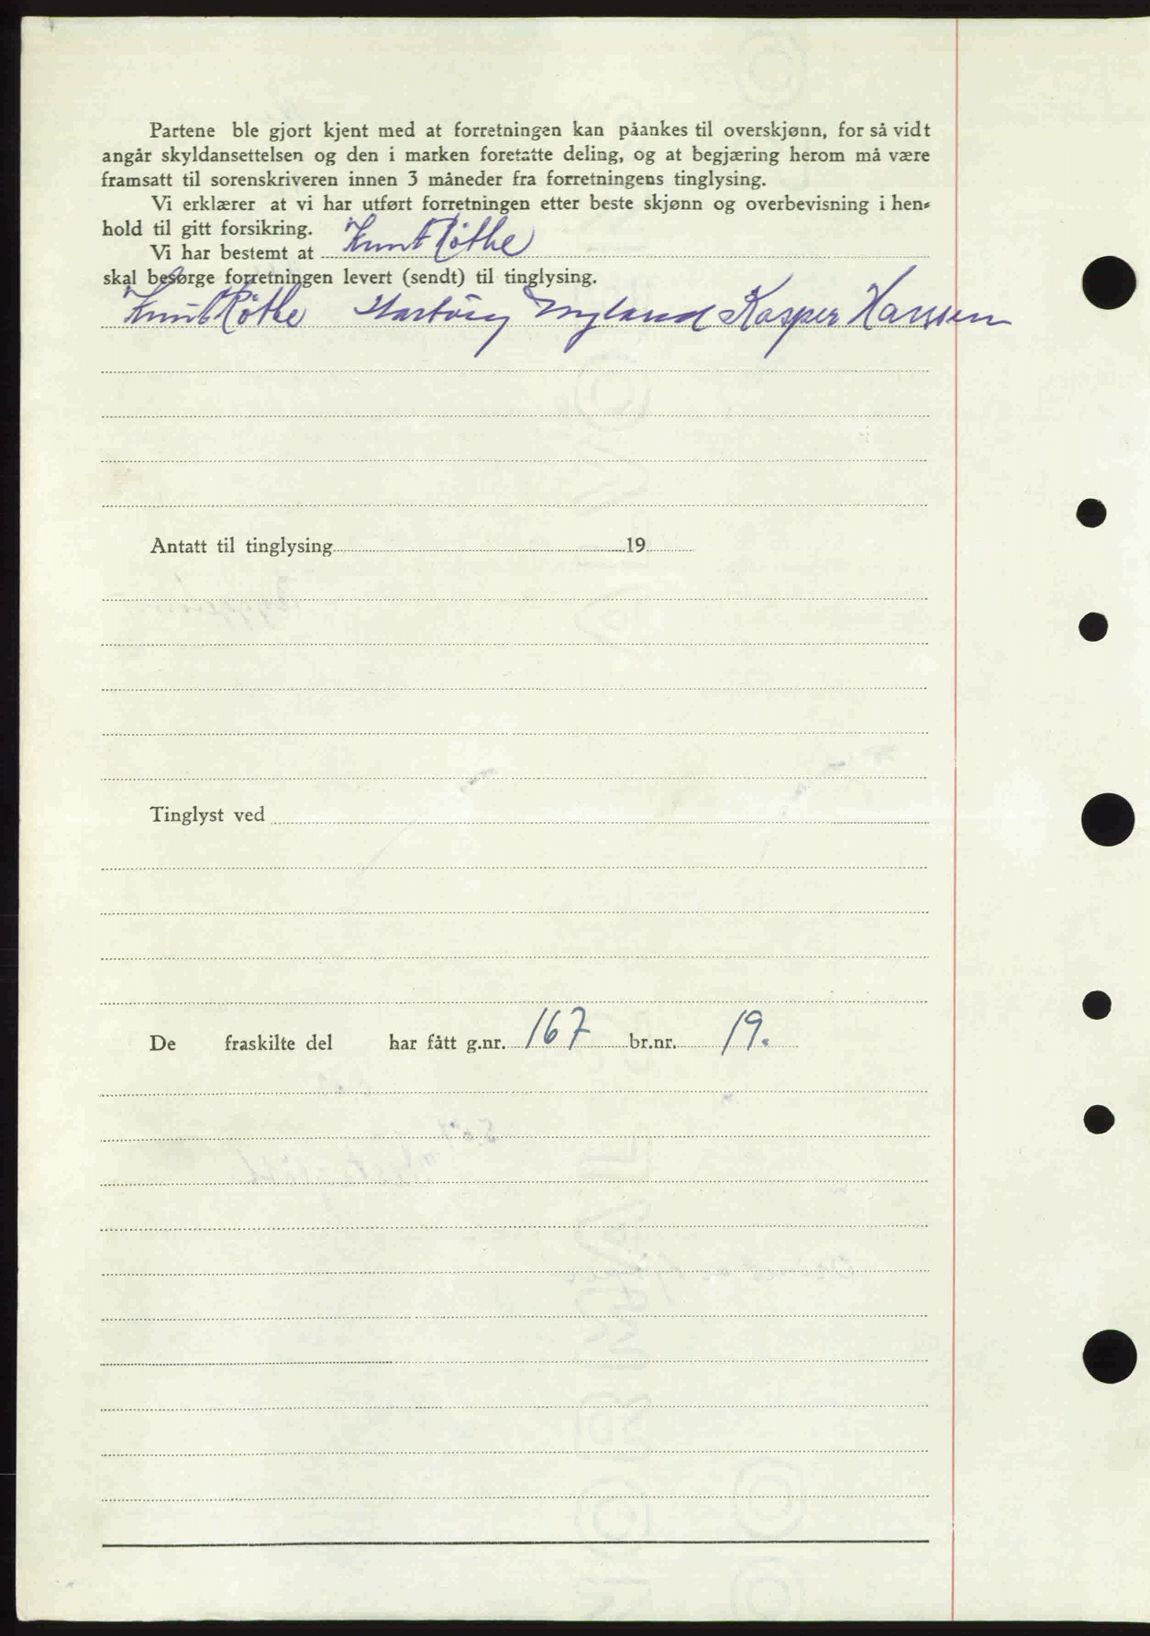 Partene ble gjort kjent med at forretningen kan påankes til overskjønn, for så vidt
angår skyldansettelsen og den i marken foretatte deling, og at begjæring herom må være
framsatt til sorenskriveren innen 3 måneder fra forretningens tinglysing.
Vi erklærer at vi har utført forretningen etter beste skjønn og overbevisning i hen-
hold til gitt forsikring.
Vi har bestemt at Knut Røthe
skal besørge forretningen levert (sendt) til tinglysing.
Knut Røthe Hartvig Myland Kasper Hanssen
Antatt til tinglysing 19
Tinglyst ved
De fraskilte del har fått g.nr. 167 br.nr. 19.